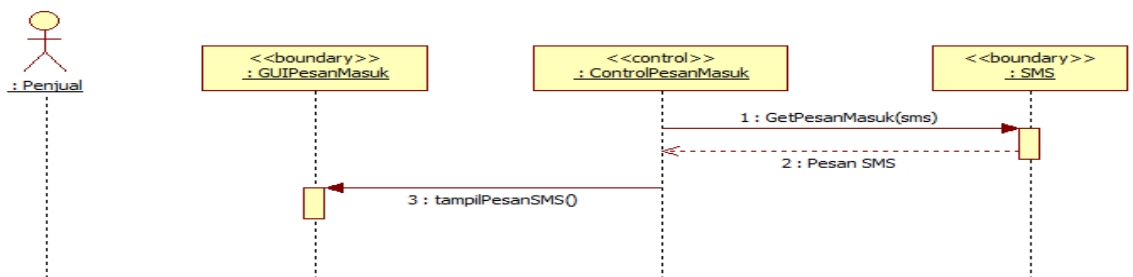 : Penjual
<<boundary>>
: GUIPesanMasuk
<<control>>
: ControlPesanMasuk
<<boundary>>
: SMS
1 : GetPesanMasuk(sms)
2 : Pesan SMS
3 : tampilPesanSMS()